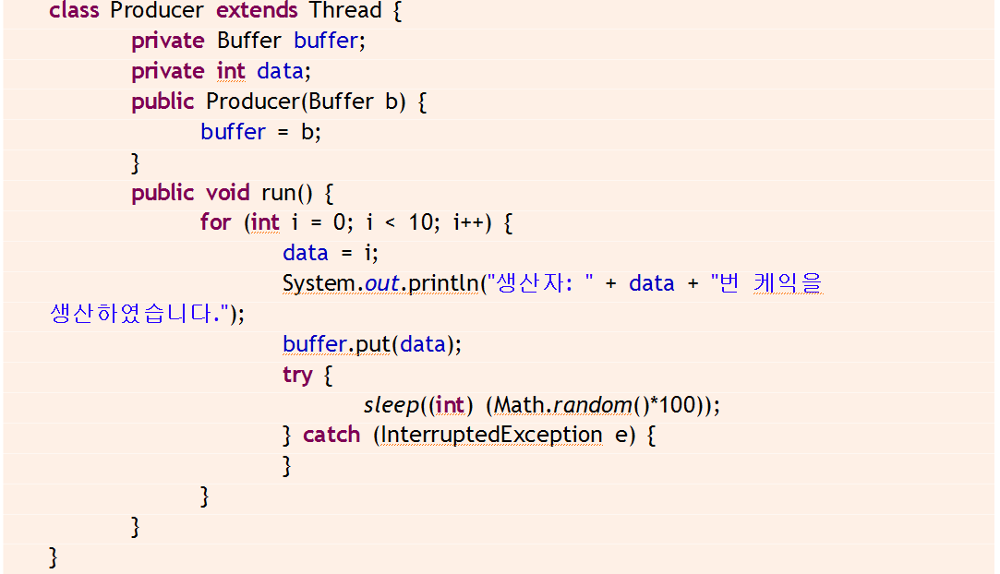 class Producer extends Thread {
private Buffer buffer;
private int data;
public Producer(Buffer b) {
buffer = b;
}
public void run() {
for (int i = 0; i < 10; i++) {
data = i;
System.out.println("생산자: " + data + "번 케익을
생산하였습니다.");
buffer.put(data);
try {
sleep((int) (Math.random()*100));
} catch (InterruptedException e) {
}
}
}
}